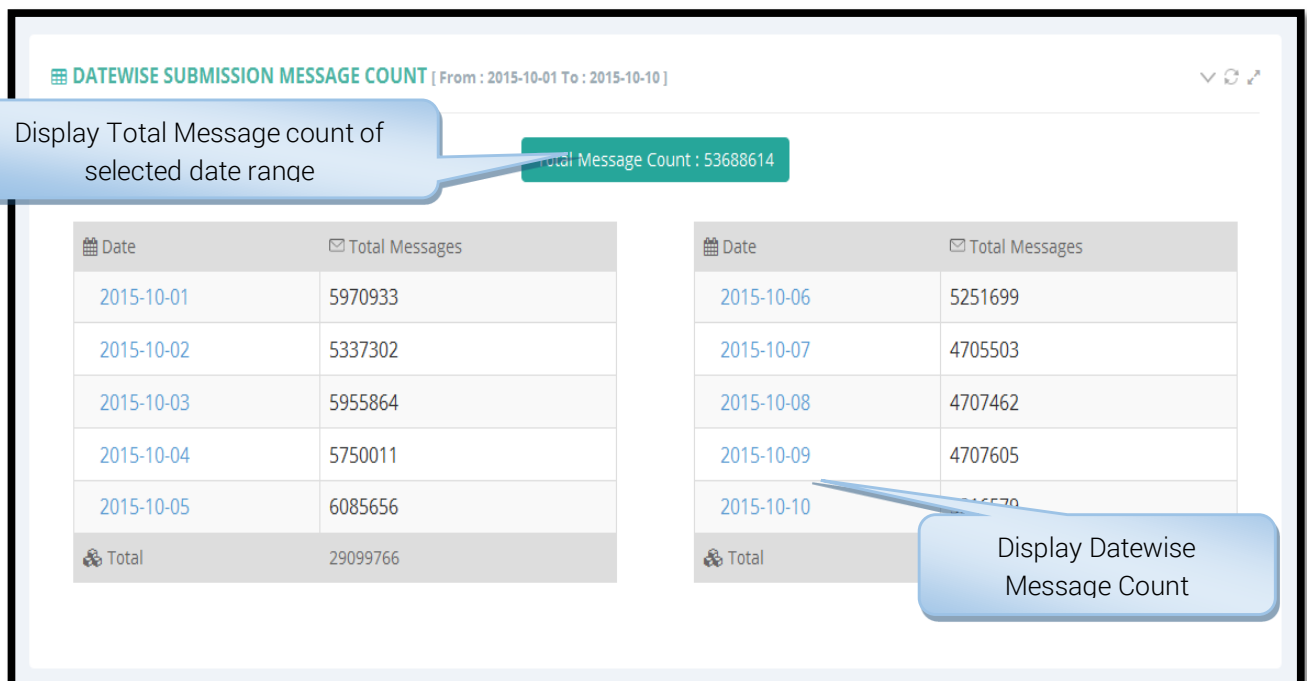 DATEWISE SUBMISSION MESSAGE COUNT [ From : 2015-10-01 To : 2015-10-10 ]
Display Total Message count of
selected date range
Total Message Count : 53688614
Date Total Messages
2015-10-01 5970933
2015-10-02 5337302
2015-10-03 5955864
2015-10-04 5750011
2015-10-05 6085656
Total 29099766
Date Total Messages
2015-10-06 5251699
2015-10-07 4705503
2015-10-08 4707462
2015-10-09 4707605
2015-10-10
Total
Display Datewise
Message Count